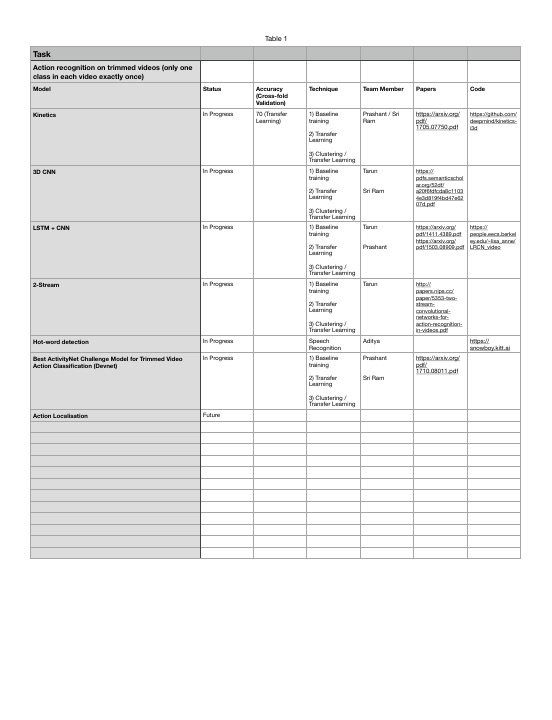 Table 1
Task
Action recognition on trimmed videos (only one
class in each video exactly once)
Model
Status
Accuracy
(Cross-fold
Validation)
Technique
Team Member
Papers
Code
Kinetics
In Progress
70 (Transfer
Learning)
1) Baseline
training
2) Transfer
Learning
3) Clustering /
Transfer Learning
Prashant / Sri
Ram
https://arxiv.org/
pdf/
1705.07750.pdf
https://github.com/
deepmind/kinetics-
i3d
3D CNN
In Progress
1) Baseline
training
2) Transfer
Learning
3) Clustering /
Transfer Learning
Tarun
Sri Ram
https://
pdfs.semanticschol
07d.pdf
LSTM + CNN
In Progress
1) Baseline
training
2) Transfer
Learning
3) Clustering /
Transfer Learning
Tarun
Prashant
https://arxiv.org/
pdf/1411.4389.pdf
https://arxiv.org/
pdf/1503.08909.pdf
https://
people.eecs.berkel
ey.edu/~lisa_anne/
LRCN_video
2-Stream
In Progress
1) Baseline
training
2) Transfer
Learning
3) Clustering /
Transfer Learning
Tarun
http://
papers.nips.cc/
paper/5353-two-
stream-
convolutional-
networks-for-
action-recognition-
in-videos.pdf
Hot-word detection
In Progress
Speech
Recognition
Aditya
https://
snowboy.kitt.ai
Best ActivityNet Challenge Model for Trimmed Video
Action Classification (Devnet)
In Progress
1) Baseline
training
2) Transfer
Learning
3) Clustering /
Transfer Learning
Prashant
Sri Ram
https://arxiv.org/
pdf/
1710.08011.pdf
Action Localisation
Future